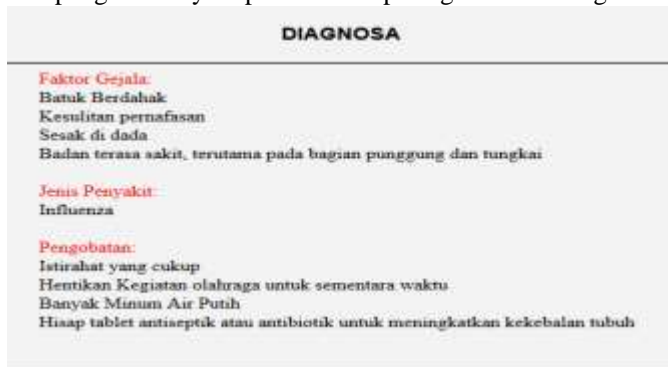 DIAGNOSA
Faktor Gejala:
Batuk Berdahak
Kesulitan pernafasan
Sesak di dada
Badan terasa sakit, terutama pada bagian punggung dan tungkai
Jenis Penyakit:
Influenza
Pengobatan:
Istirahat yang cukup
Hentikan Kegiatan olahraga untuk sementara waktu
Banyak Minum Air Putih
Hisap tablet antiseptik atau antibiotik untuk meningkatkan kekebalan tubuh